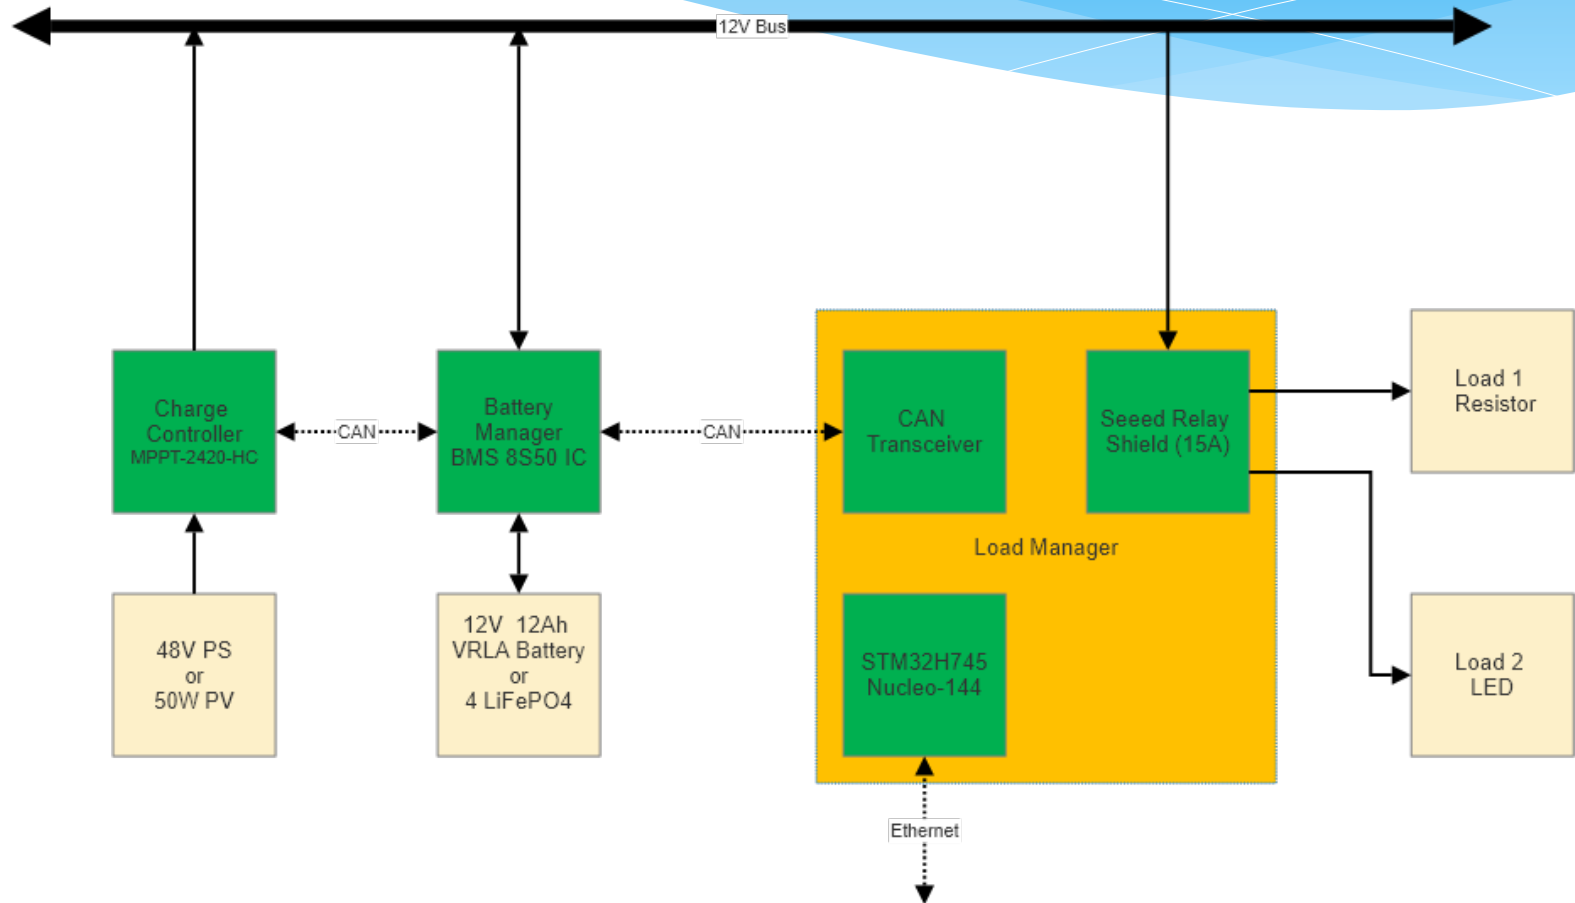 12V Bus
Charge
Controller
MPPT-2420-HC
CAN
Battery
Manager
BMS 8S50 IC
CAN
CAN
Transceiver
Seeed Relay
Shield (15A)
Load 1
Resistor
Load Manager
48V PS
or
50W PV
12V 12Ah
VRLA Battery
or
4 LiFePO4
STM32H745
Nucleo-144
Load 2
LED
Ethernet